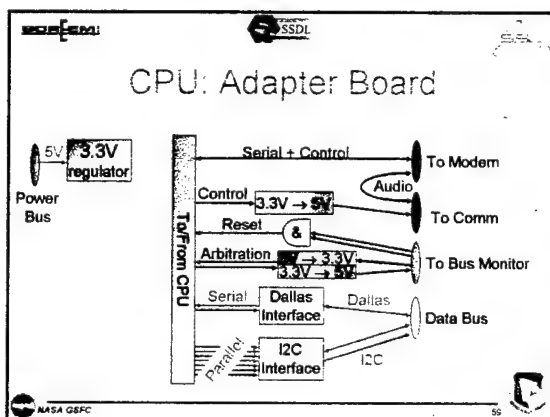 SSDL
CPU: Adapter Board
5V
3.3V
regulator
Power
Bus
To/From CPU
Serial + Control
To Modem
Audio
Control
3.3V → 5V
To Comm
Reset
&
Arbitration
5V → 3.3V
3.3V → 5V
To Bus Monitor
Serial
Dallas
Interface
Dallas
Data Bus
Parallel
I2C
Interface
I2C
NASA GSFC